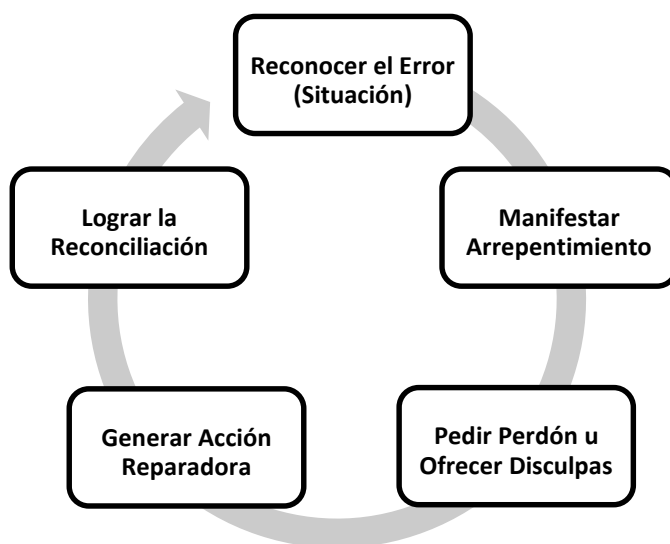 Reconocer el Error
(Situación)
Manifestar
Arrepentimiento
Pedir Perdón u
Ofrecer Disculpas
Generar Acción
Reparadora
Lograr la
Reconciliación